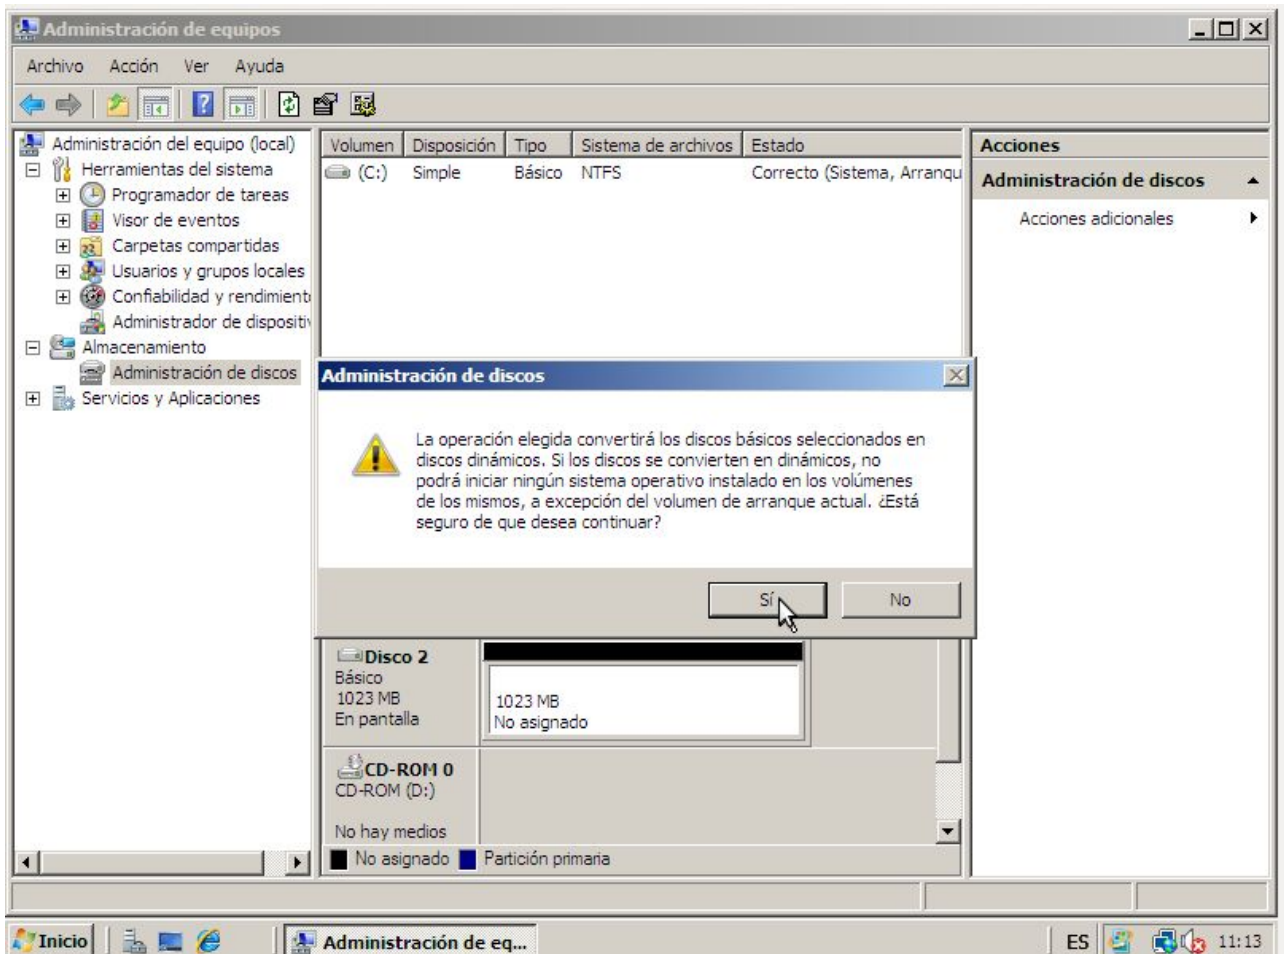 Administración de equipos
Archivo Acción Ver Ayuda
Administración del equipo (local)
Herramientas del sistema
Programador de tareas
Visor de eventos
Carpetas compartidas
Usuarios y grupos locales
Confiabilidad y rendimient
Administrador de dispositiv
Almacenamiento
Administración de discos
Servicios y Aplicaciones
Volumen Disposición Tipo Sistema de archivos Estado
(C:) Simple Básico NTFS Correcto (Sistema, Arranqu
Acciones
Administración de discos
Acciones adicionales
Administración de discos
La operación elegida convertirá los discos básicos seleccionados en
discos dinámicos. Si los discos se convierten en dinámicos, no
podrá iniciar ningún sistema operativo instalado en los volúmenes
de los mismos, a excepción del volumen de arranque actual. ¿Está
seguro de que desea continuar?
Sí No
Disco 2
Básico
1023 MB
En pantalla
1023 MB
No asignado
CD-ROM 0
CD-ROM (D:)
No hay medios
No asignado Partición primaria
Inicio Administración de eq... ES 11:13